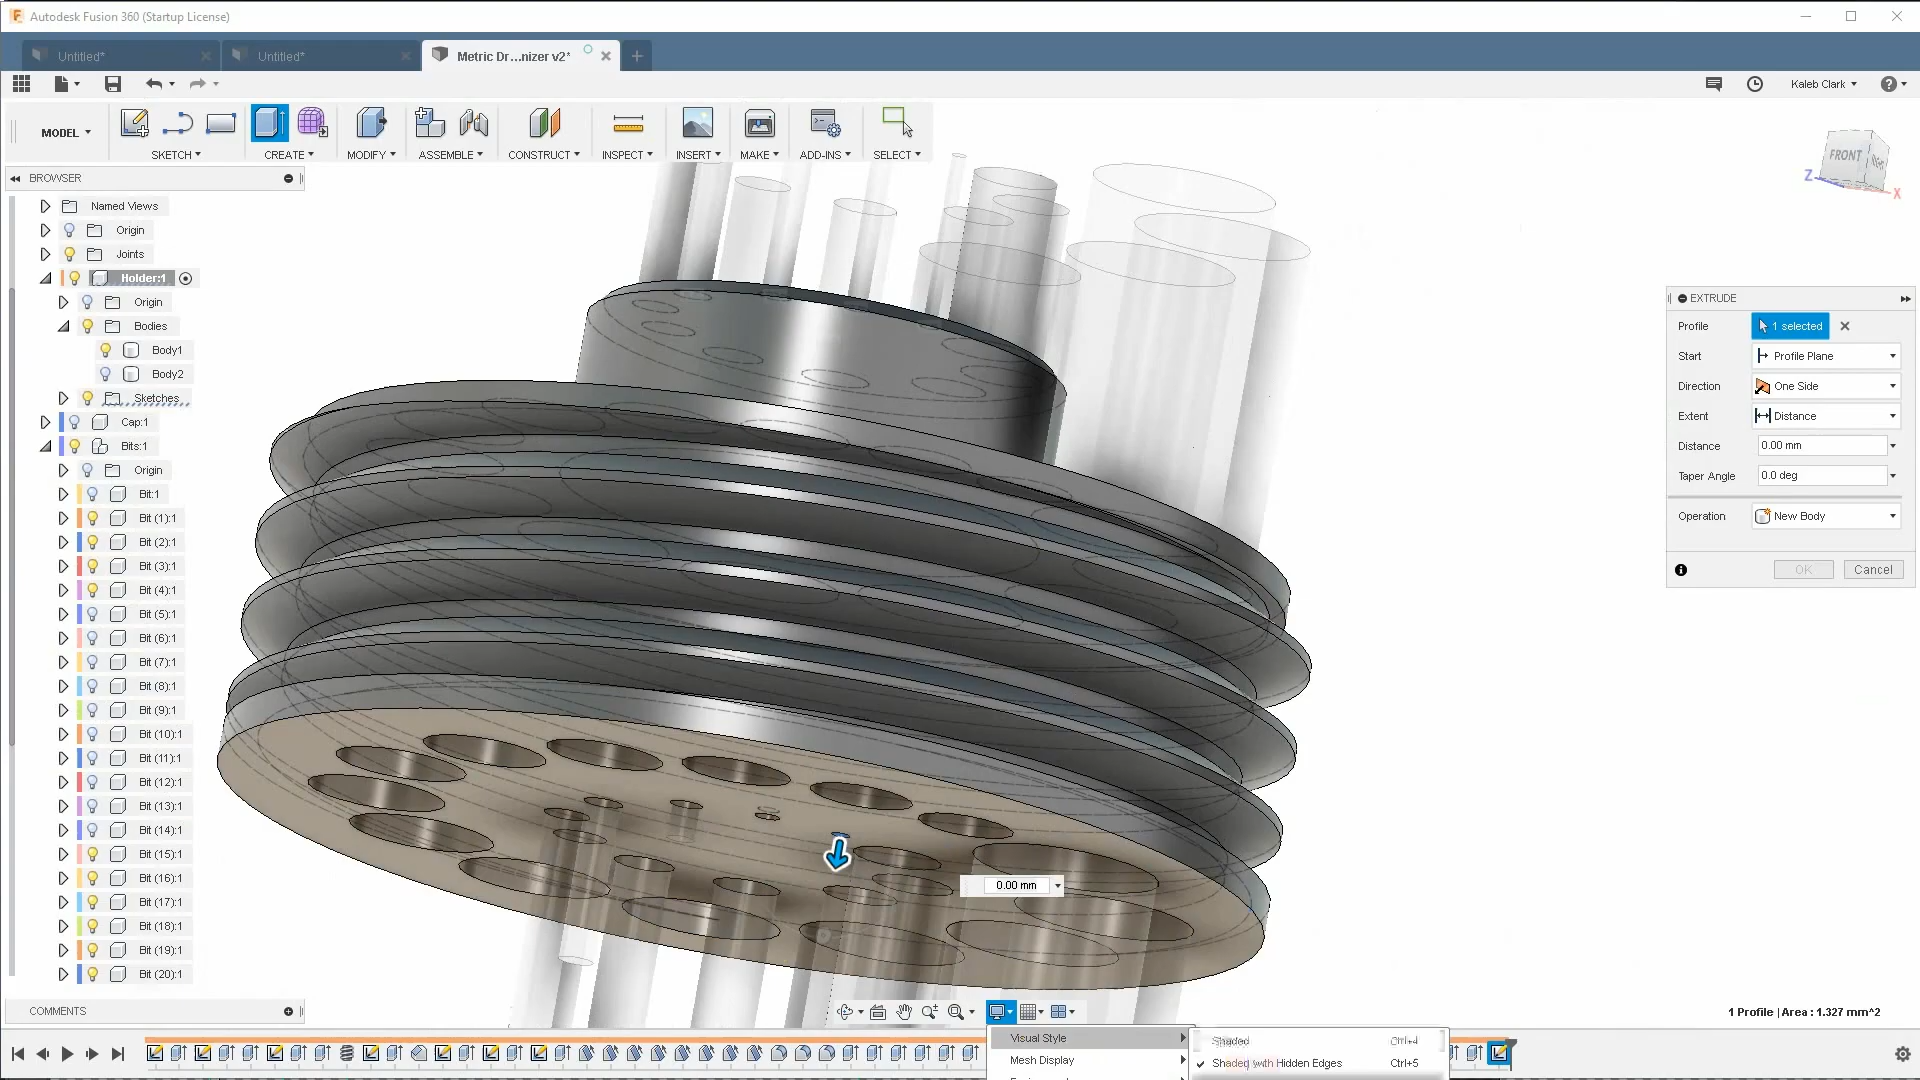 Autodesk Fusion 360 (Startup License)
Untitled*
Untitled*
Metric Dr...nizer v2*
Kaleb Clark
MODEL
SKETCH
CREATE
MODIFY
ASSEMBLE
CONSTRUCT
INSPECT
INSERT
MAKE
ADD-INS
SELECT
FRONT
Z
X
BROWSER
Named Views
Origin
Joints
Holder:1
Origin
Bodies
Body1
Body2
Sketches
Cap:1
Bits:1
Origin
Bit:1
Bit (1):1
Bit (2):1
Bit (3):1
Bit (4):1
Bit (5):1
Bit (6):1
Bit (7):1
Bit (8):1
Bit (9):1
Bit (10):1
Bit (11):1
Bit (12):1
Bit (13):1
Bit (14):1
Bit (15):1
Bit (16):1
Bit (17):1
Bit (18):1
Bit (19):1
Bit (20):1
EXTRUDE
Profile 1 selected
Start Profile Plane
Direction One Side
Extent Distance
Distance 0.00 mm
Taper Angle 0.0 deg
Operation New Body
OK Cancel
0.00 mm
COMMENTS
1 Profile | Area : 1.327 mm^2
Visual Style
Mesh Display
Shaded Ctrl+4
Shaded with Hidden Edges Ctrl+5